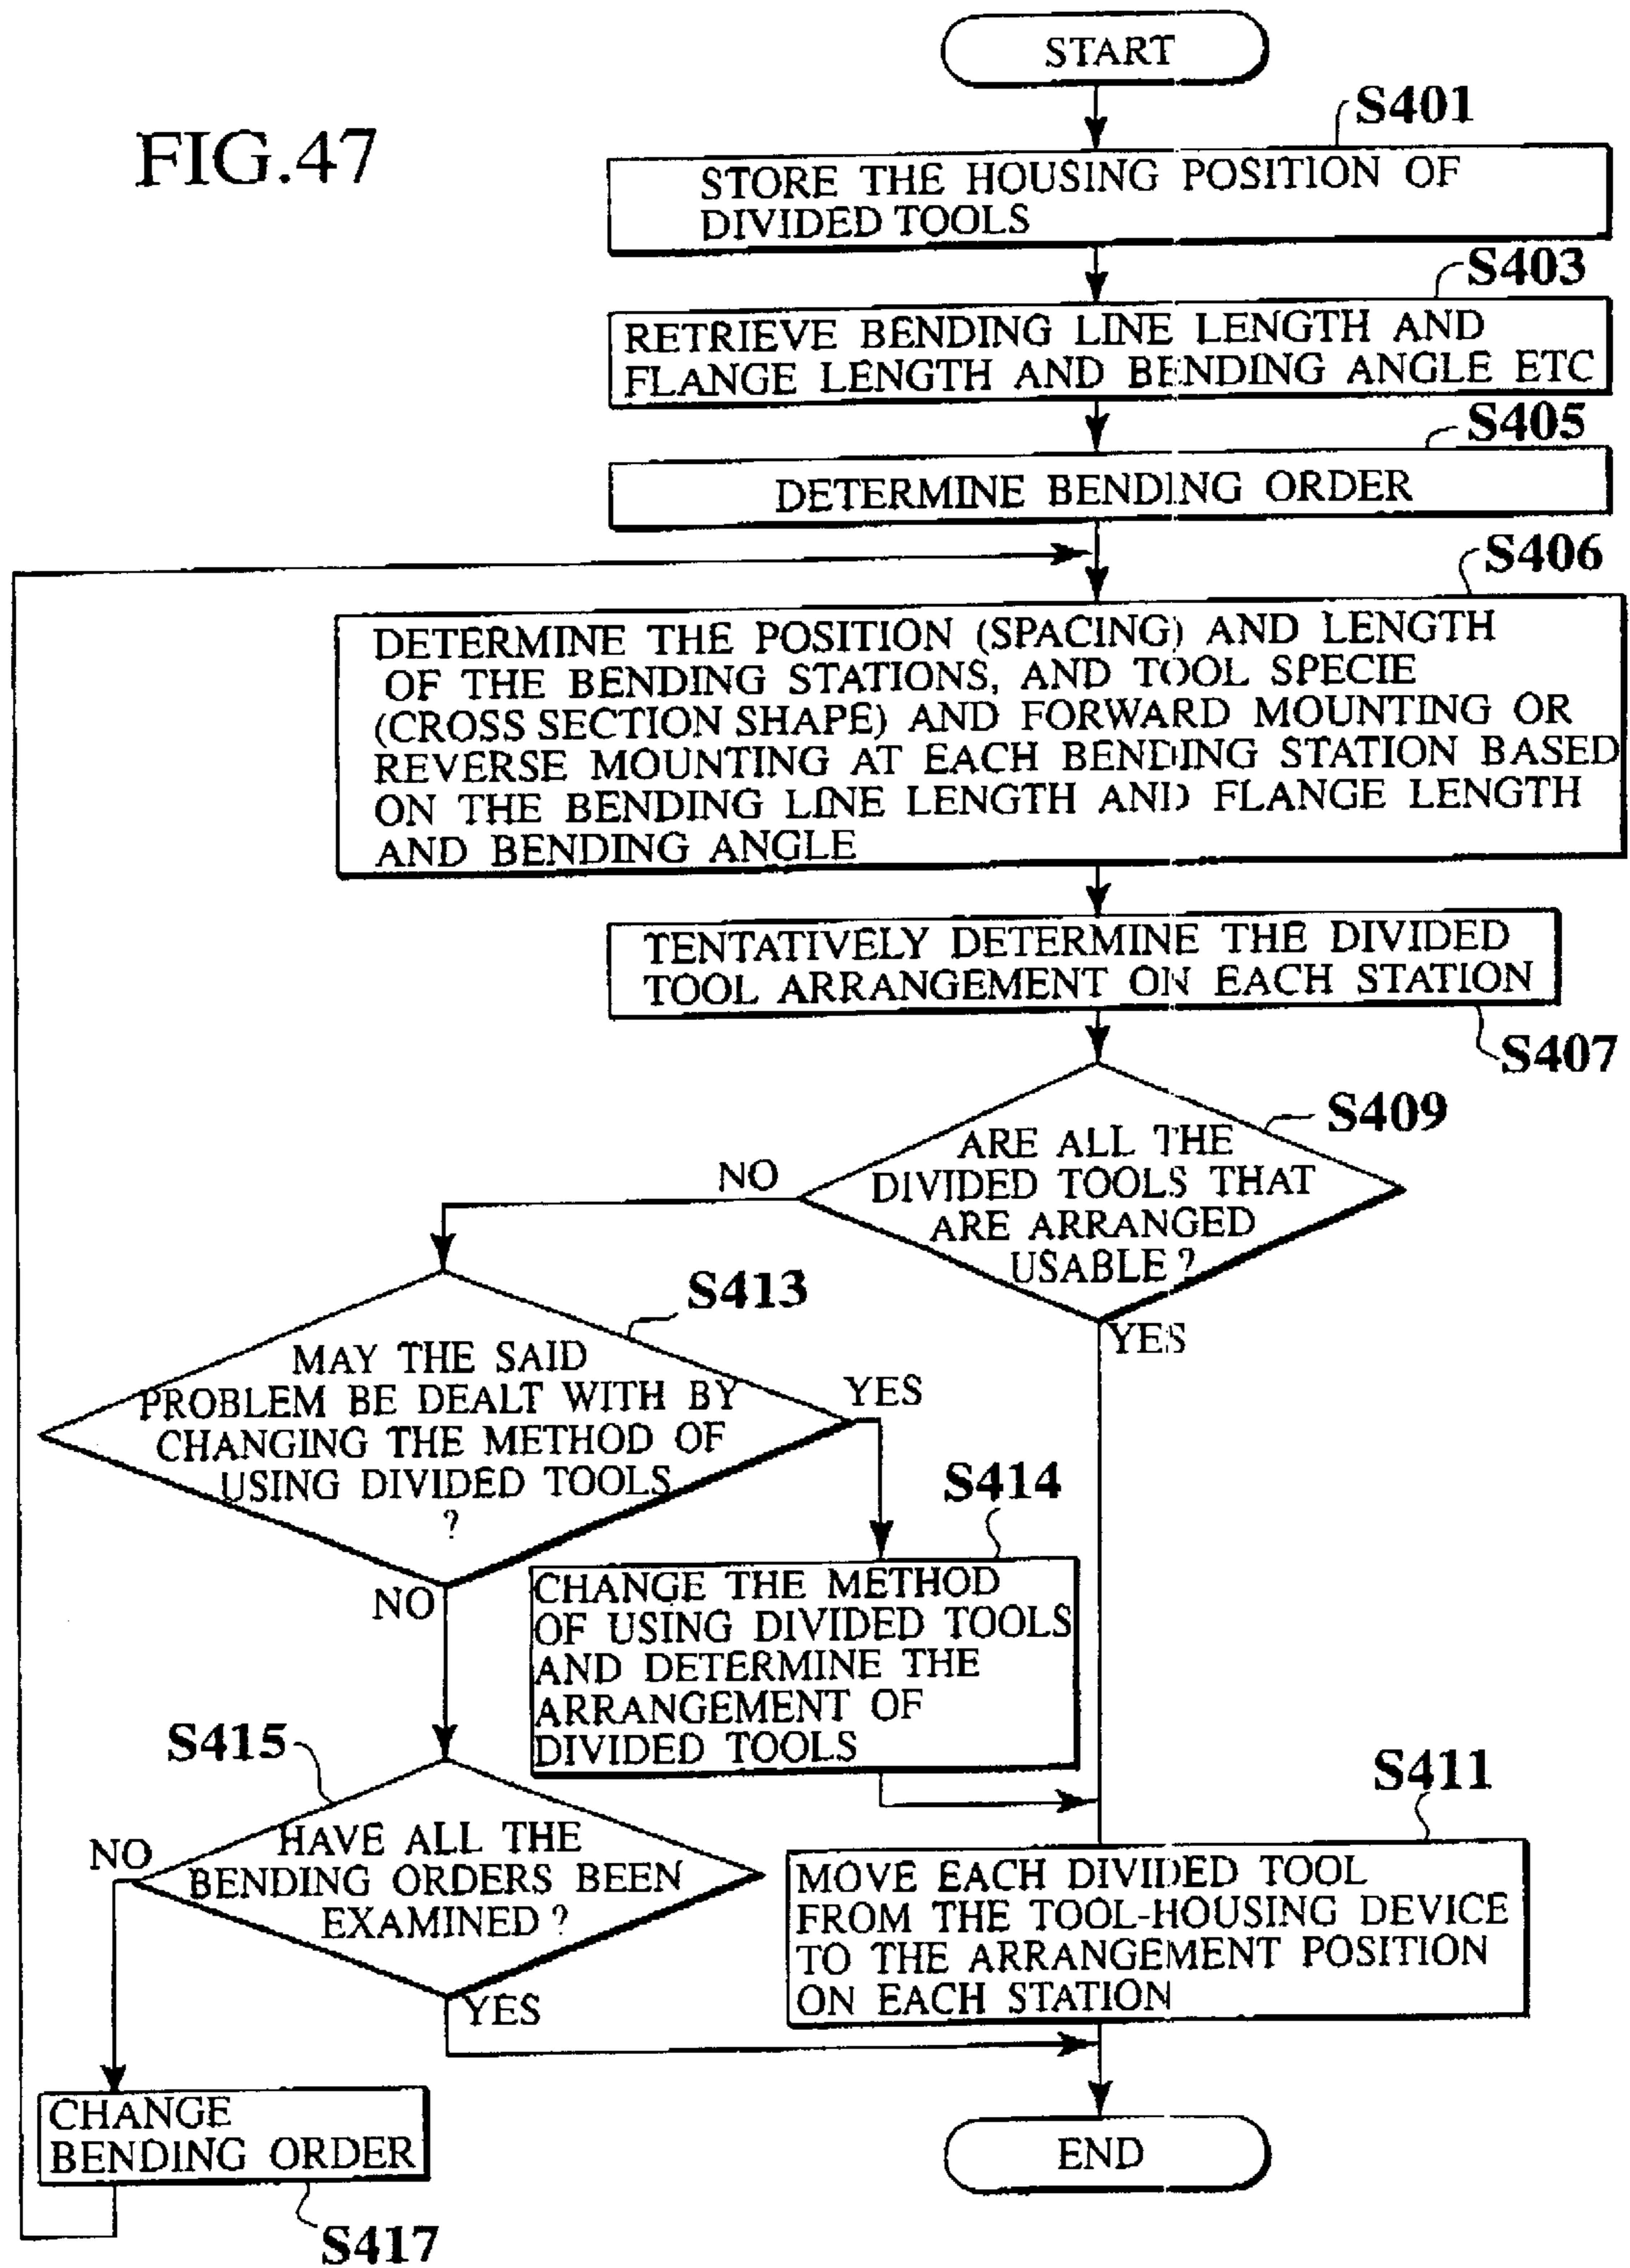 START
FIG.47
S401
STORE THE HOUSING POSITION OF
DIVIDED TOOLS
S403
RETRIEVE BENDING LINE LENGTH AND
FLANGE LENGTH AND BENDING ANGLE ETC
S405
DETERMINE BENDING ORDER
S406
DETERMINE THE POSITION (SPACING) AND LENGTH
OF THE BENDING STATIONS, AND TOOL SPECIE
(CROSS SECTION SHAPE) AND FORWARD MOUNTING OR
REVERSE MOUNTING AT EACH BENDING STATION BASED
ON THE BENDING LINE LENGTH AND FLANGE LENGTH
AND BENDING ANGLE
TENTATIVELY DETERMINE THE DIVIDED
TOOL ARRANGEMENT ON EACH STATION
S407
S409
ARE ALL THE
DIVIDED TOOLS THAT
ARE ARRANGED
USABLE?
NO
YES
S413
MAY THE SAID
PROBLEM BE DEALT WITH BY
CHANGING THE METHOD OF
USING DIVIDED TOOLS
?
YES
NO
S414
CHANGE THE METHOD
OF USING DIVIDED TOOLS
AND DETERMINE THE
ARRANGEMENT OF
DIVIDED TOOLS
S415
HAVE ALL THE
BENDING ORDERS BEEN
EXAMINED?
NO
YES
S411
MOVE EACH DIVIDED TOOL
FROM THE TOOL-HOUSING DEVICE
TO THE ARRANGEMENT POSITION
ON EACH STATION
CHANGE
BENDING ORDER
S417
END